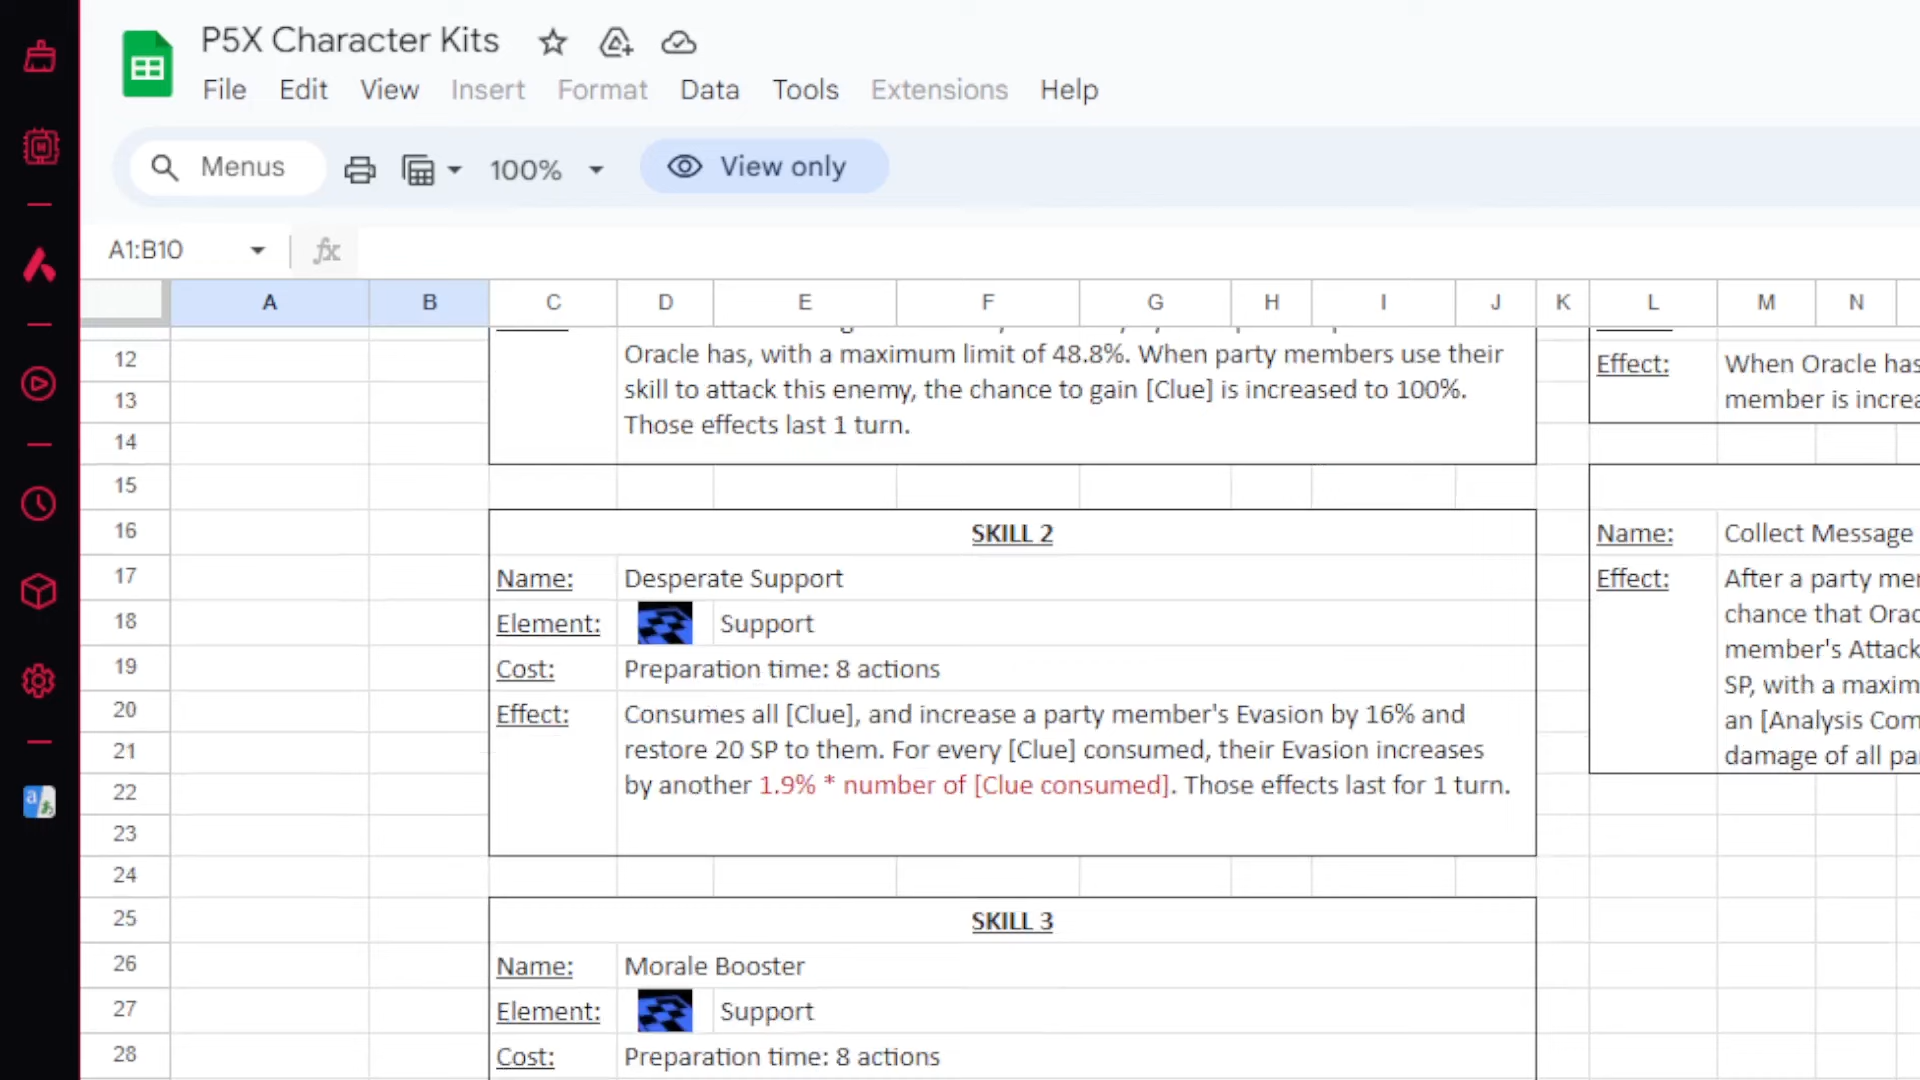 P5X Character Kits
File Edit View Insert Format Data Tools Extensions Help
Menus 100% View only
A1:B10 fx
A B C D E F G H I J K L M N
12
13
14
15
16
17
18
19
20
21
22
23
24
25
26
27
28
Oracle has, with a maximum limit of 48.8%. When party members use their
skill to attack this enemy, the chance to gain [Clue] is increased to 100%.
Those effects last 1 turn.
SKILL 2
Name: Desperate Support
Element: Support
Cost: Preparation time: 8 actions
Effect: Consumes all [Clue], and increase a party member's Evasion by 16% and
restore 20 SP to them. For every [Clue] consumed, their Evasion increases
by another 1.9% * number of [Clue consumed]. Those effects last for 1 turn.
SKILL 3
Name: Morale Booster
Element: Support
Cost: Preparation time: 8 actions
Effect: When Oracle has
member is increa
Name: Collect Message
Effect: After a party me
chance that Orac
member's Attack
SP, with a maxim
an [Analysis Com
damage of all pa